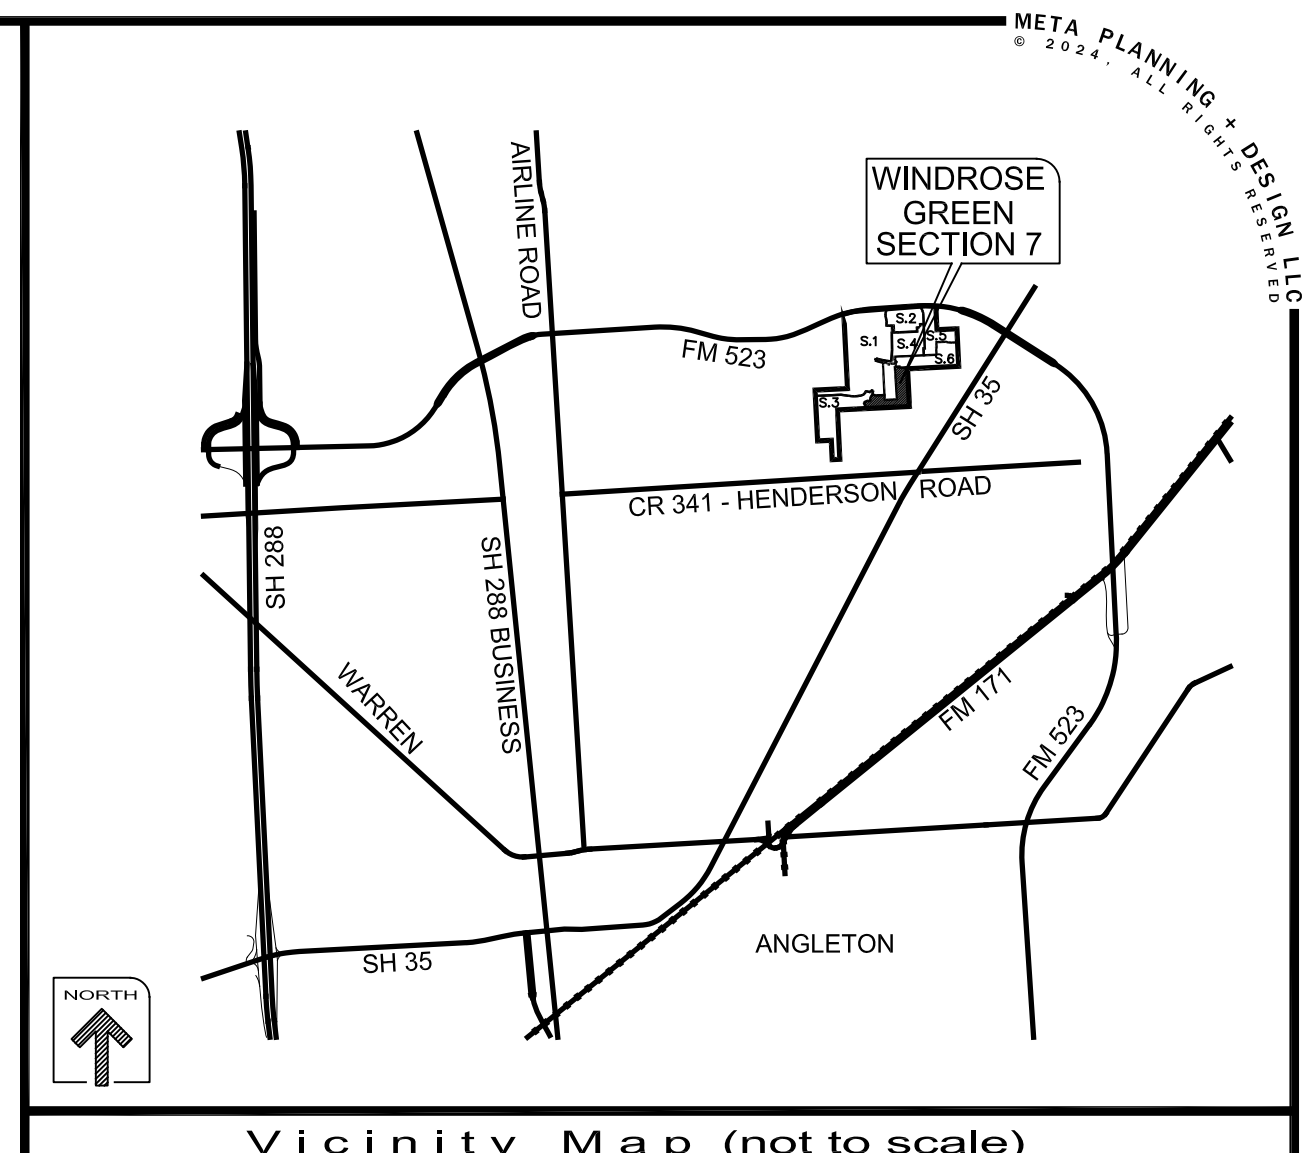 META PLANNING + DESIGN LLC
© 2024, ALL RIGHTS RESERVED
WINDROSE
GREEN
SECTION 7
AIRLINE ROAD
FM 523
S.1
S.2
S.4
S.5
S.6
S.3
SH 35
CR 341 - HENDERSON ROAD
SH 288
SH 288 BUSINESS
WARREN
FM 171
FM 523
ANGLETON
SH 35
NORTH
Vicinity Map (not to scale)